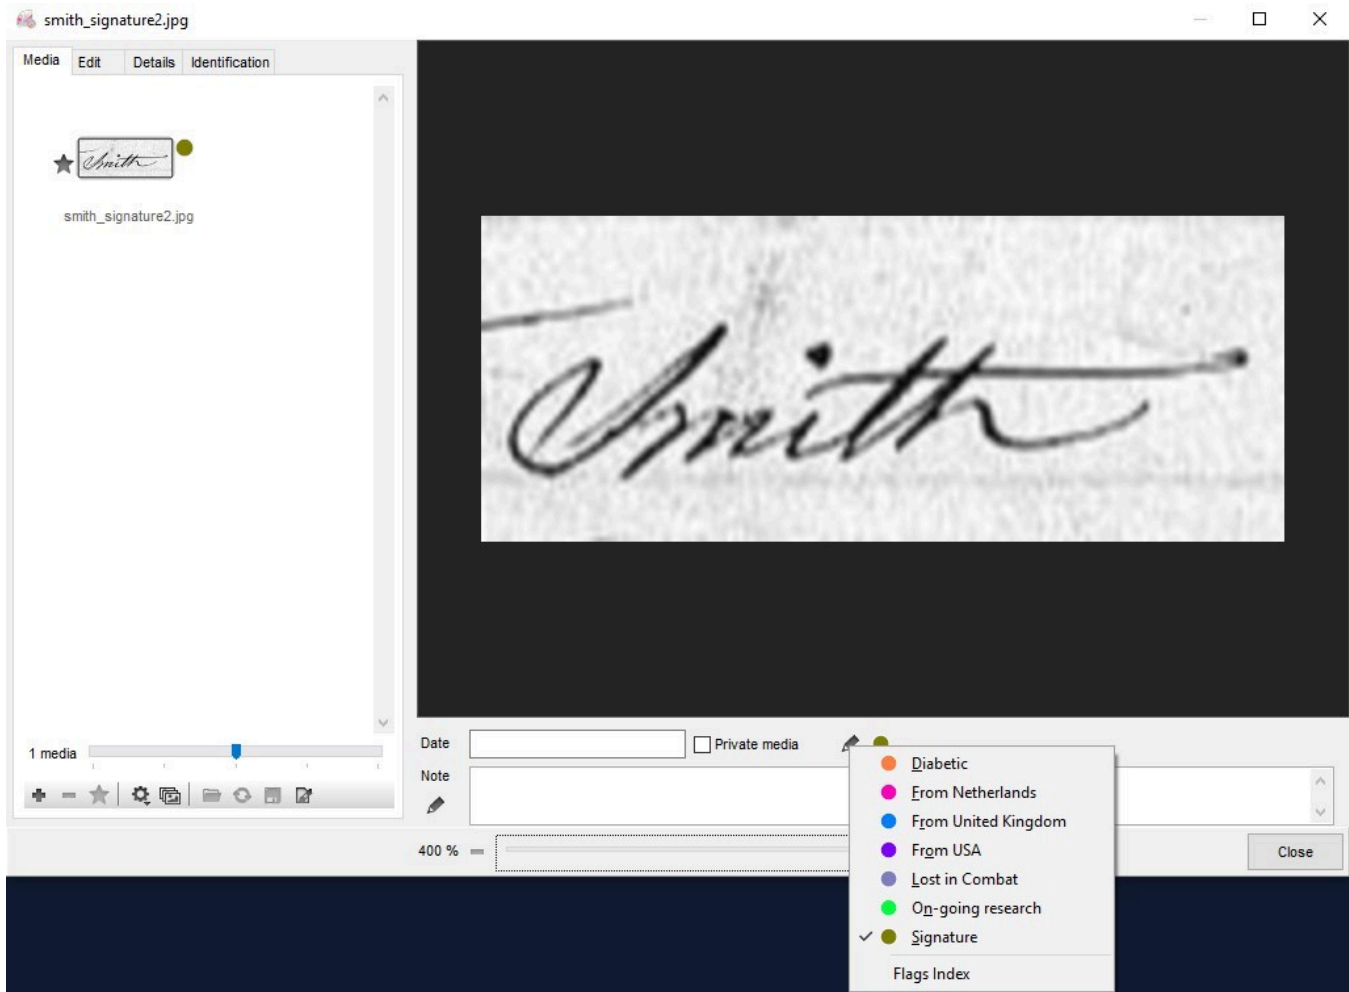 smith_signature2.jpg
Media Edit Details Identification
Smith
smith_signature2.jpg
Smith
1 media
Date
Private media
Note
Diabetic
From Netherlands
From United Kingdom
From USA
Lost in Combat
On-going research
Signature
Flags Index
400 %
Close